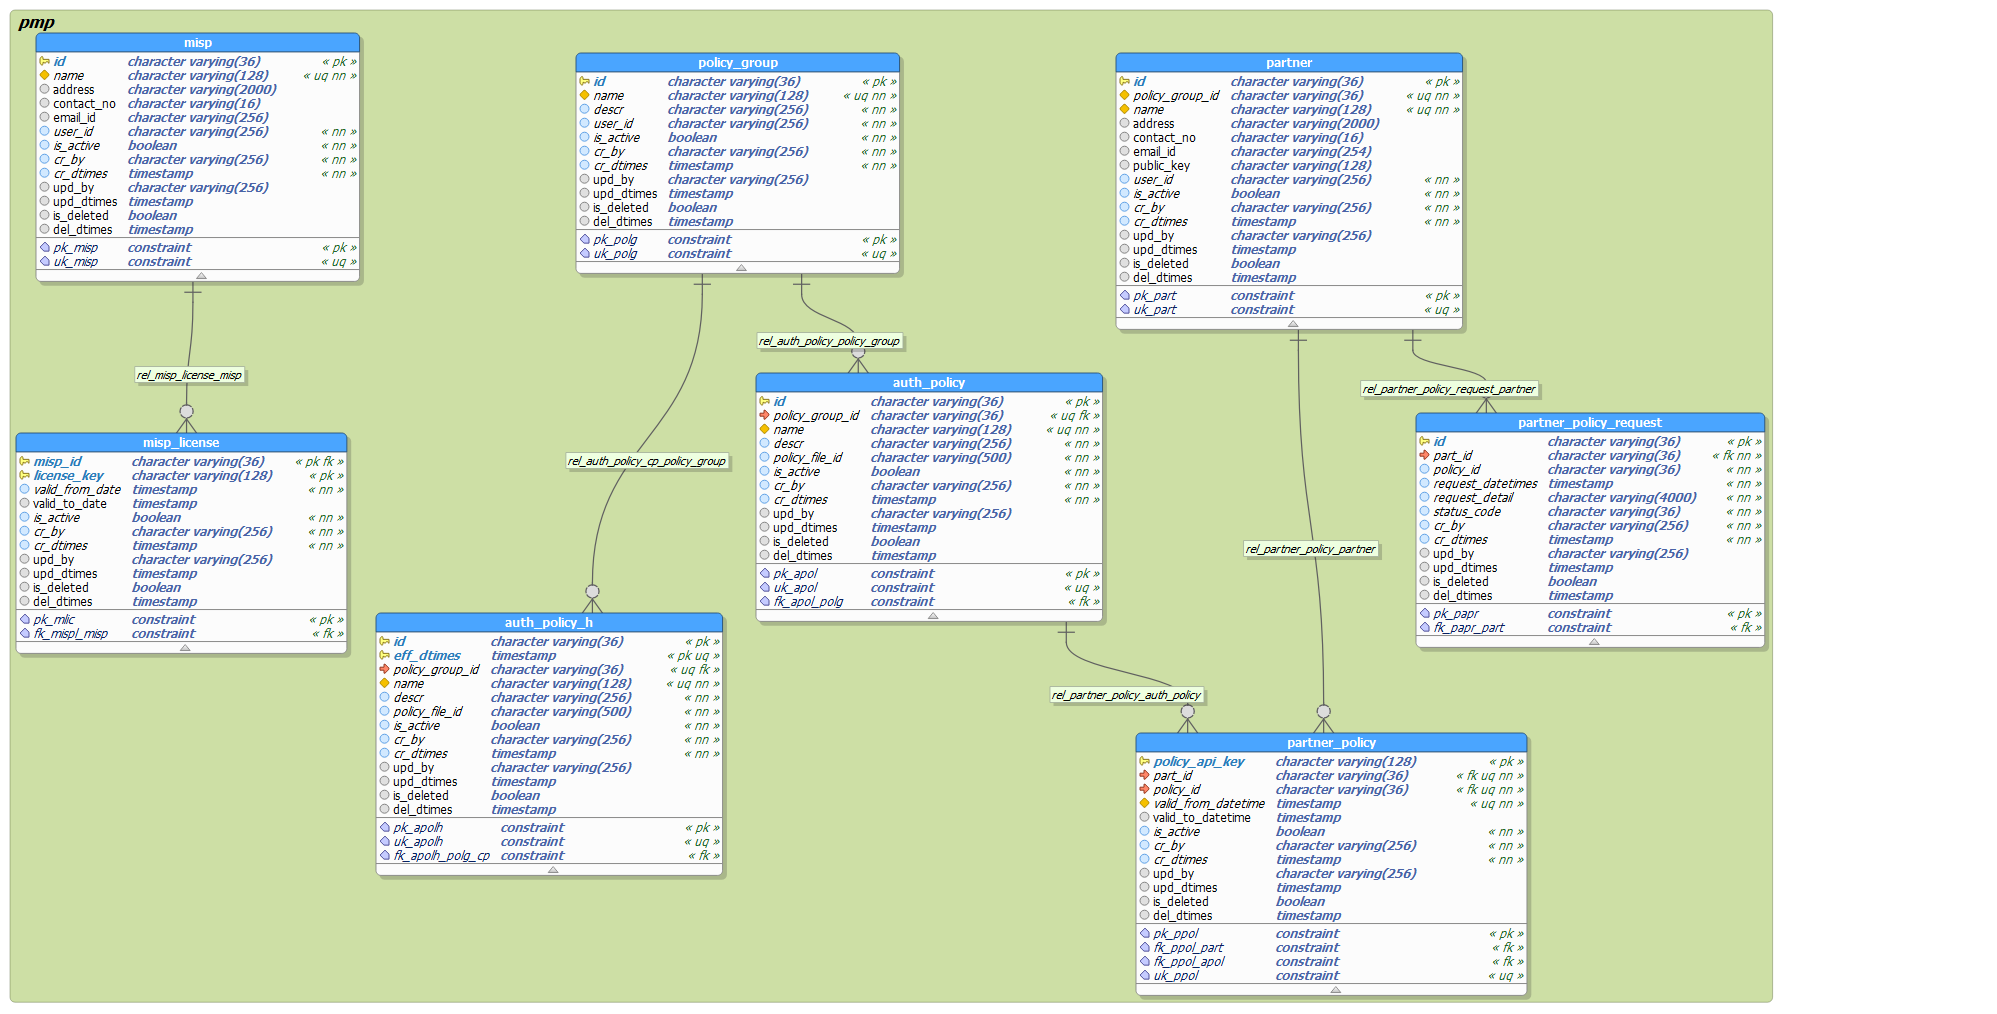 pmp
misp
id character varying(36) « pk »
name character varying(128) « uq nn »
address character varying(2000)
contact_no character varying(16)
email_id character varying(256)
user_id character varying(256) « nn »
is_active boolean « nn »
cr_by character varying(256) « nn »
cr_dtimes timestamp « nn »
upd_by character varying(256)
upd_dtimes timestamp
is_deleted boolean
del_dtimes timestamp
pk_misp constraint « pk »
uk_misp constraint « uq »
policy_group
id character varying(36) « pk »
name character varying(128) « uq nn »
descr character varying(256) « nn »
user_id character varying(256) « nn »
is_active boolean « nn »
cr_by character varying(256) « nn »
cr_dtimes timestamp « nn »
upd_by character varying(256)
upd_dtimes timestamp
is_deleted boolean
del_dtimes timestamp
pk_polg constraint « pk »
uk_polg constraint « uq »
partner
id character varying(36) « pk »
policy_group_id character varying(36) « uq nn »
name character varying(128) « uq nn »
address character varying(2000)
contact_no character varying(16)
email_id character varying(254)
public_key character varying(128)
user_id character varying(256) « nn »
is_active boolean « nn »
cr_by character varying(256) « nn »
cr_dtimes timestamp « nn »
upd_by character varying(256)
upd_dtimes timestamp
is_deleted boolean
del_dtimes timestamp
pk_part constraint « pk »
uk_part constraint « uq »
rel_misp_license_misp
rel_auth_policy_policy_group
rel_partner_policy_request_partner
rel_auth_policy_cp_policy_group
rel_partner_policy_partner
rel_partner_policy_auth_policy
misp_license
misp_id character varying(36) « pk fk »
license_key character varying(128) « pk »
valid_from_date timestamp « nn »
valid_to_date timestamp
is_active boolean « nn »
cr_by character varying(256) « nn »
cr_dtimes timestamp « nn »
upd_by character varying(256)
upd_dtimes timestamp
is_deleted boolean
del_dtimes timestamp
pk_mlic constraint « pk »
fk_mispl_misp constraint « fk »
auth_policy
id character varying(36) « pk »
policy_group_id character varying(36) « uq fk »
name character varying(128) « uq nn »
descr character varying(256) « nn »
policy_file_id character varying(500) « nn »
is_active boolean « nn »
cr_by character varying(256) « nn »
cr_dtimes timestamp « nn »
upd_by character varying(256)
upd_dtimes timestamp
is_deleted boolean
del_dtimes timestamp
pk_apol constraint « pk »
uk_apol constraint « uq »
fk_apol_polg constraint « fk »
partner_policy_request
id character varying(36) « pk »
part_id character varying(36) « fk nn »
policy_id character varying(36) « nn »
request_datetimes timestamp « nn »
request_detail character varying(4000) « nn »
status_code character varying(36) « nn »
cr_by character varying(256) « nn »
cr_dtimes timestamp « nn »
upd_by character varying(256)
upd_dtimes timestamp
is_deleted boolean
del_dtimes timestamp
pk_papr constraint « pk »
fk_papr_part constraint « fk »
auth_policy_h
id character varying(36) « pk »
eff_dtimes timestamp « pk uq »
policy_group_id character varying(36) « uq fk »
name character varying(128) « uq nn »
descr character varying(256) « nn »
policy_file_id character varying(500) « nn »
is_active boolean « nn »
cr_by character varying(256) « nn »
cr_dtimes timestamp « nn »
upd_by character varying(256)
upd_dtimes timestamp
is_deleted boolean
del_dtimes timestamp
pk_apolh constraint « pk »
uk_apolh constraint « uq »
fk_apolh_polg_cp constraint « fk »
partner_policy
policy_api_key character varying(128) « pk »
part_id character varying(36) « fk uq nn »
policy_id character varying(36) « fk uq nn »
valid_from_datetime timestamp « uq nn »
valid_to_datetime timestamp
is_active boolean « nn »
cr_by character varying(256) « nn »
cr_dtimes timestamp « nn »
upd_by character varying(256)
upd_dtimes timestamp
is_deleted boolean
del_dtimes timestamp
pk_ppol constraint « pk »
fk_ppol_part constraint « fk »
fk_ppol_apol constraint « fk »
uk_ppol constraint « uq »